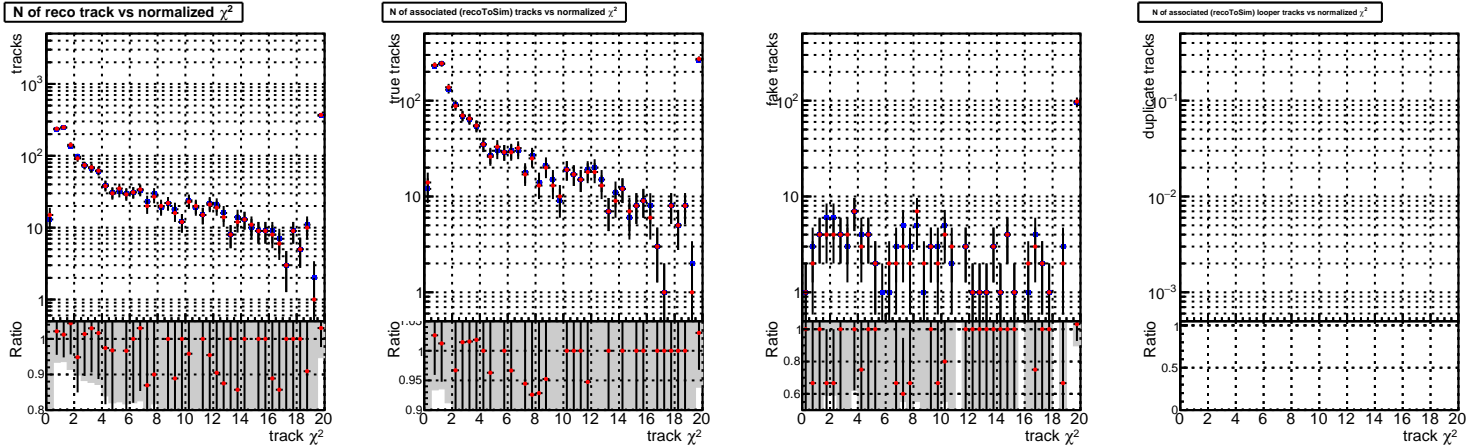 N of reco track vs normalized χ²
tracks
10³
10²
10
1
Ratio
1
0.9
0.8
0 2 4 6 8 10 12 14 16 18 20
track χ²
N of associated (recoToSim) tracks vs normalized χ²
true tracks
10²
10
1
Ratio
1.05
1
0.95
0.9
0 2 4 6 8 10 12 14 16 18 20
track χ²
fake tracks
10²
10
1
Ratio
1
0.8
0.6
0 2 4 6 8 10 12 14 16 18 20
track χ²
N of associated (recoToSim) looper tracks vs normalized χ²
duplicate tracks
10⁻¹
10⁻²
10⁻³
Ratio
1
0.5
0
0 2 4 6 8 10 12 14 16 18 20
track χ²